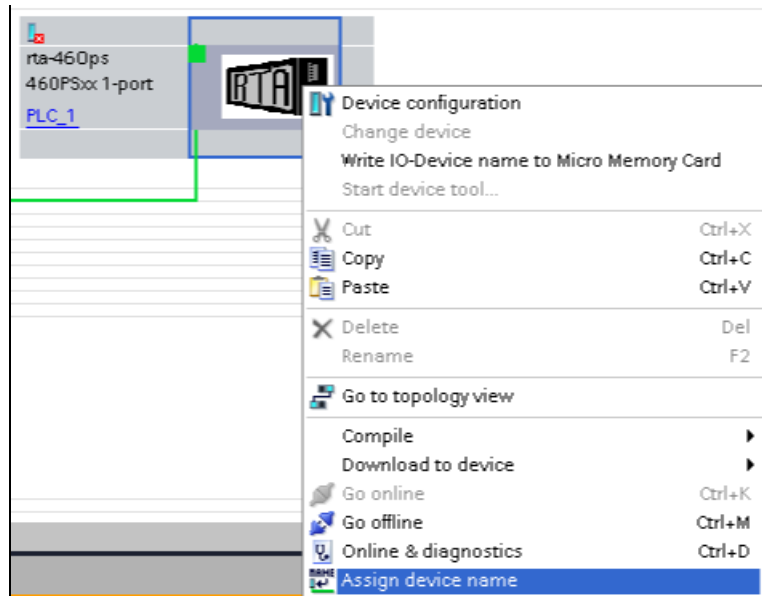 rta-460ps
460PSxx 1-port
PLC_1
RTA
Device configuration
Change device
Write IO-Device name to Micro Memory Card
Start device tool...
Cut Ctrl+X
Copy Ctrl+C
Paste Ctrl+V
Delete Del
Rename F2
Go to topology view
Compile
Download to device
Go online Ctrl+K
Go offline Ctrl+M
Online & diagnostics Ctrl+D
NAME Assign device name